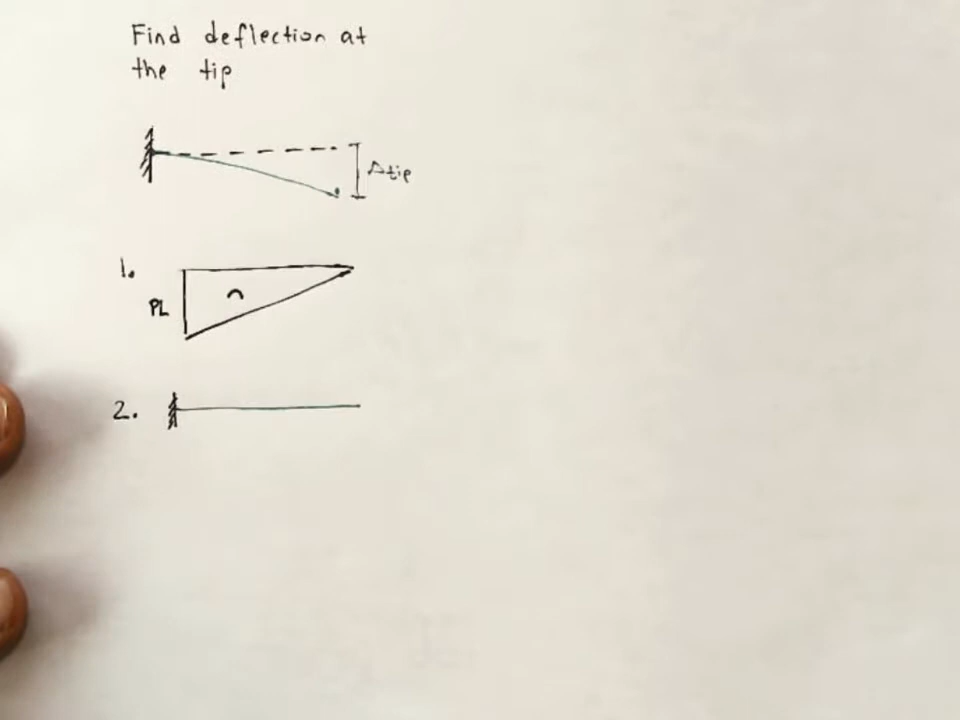 Find deflection at
the tip
Δtip
1.
PL
2.